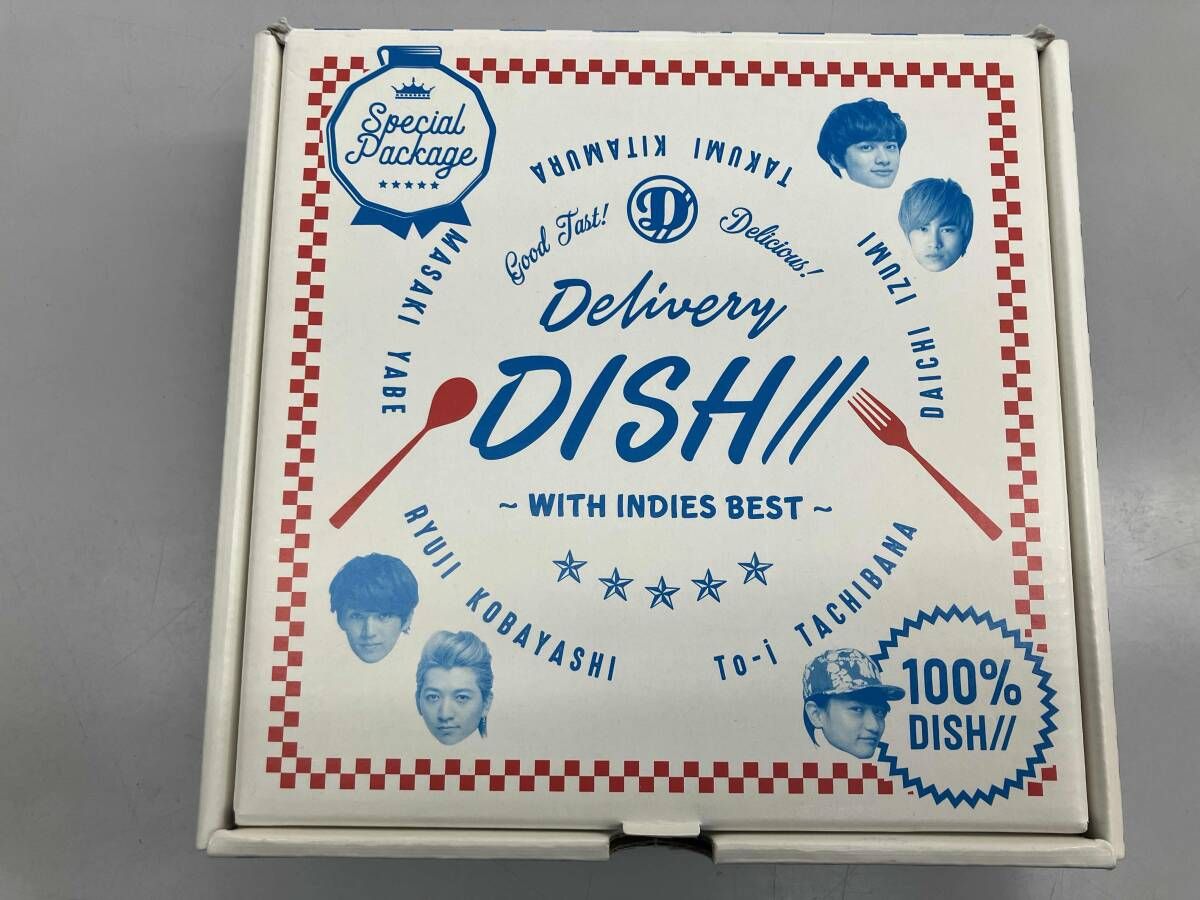 Special
Package
TAKUMI KITAMURA
D
Good Tast!
Delicious!
MASAKI YABE
DAICHI IZUMI
Delivery
DISH//
~ WITH INDIES BEST ~
RYUJI KOBAYASHI
To-i TACHIBANA
100%
DISH//